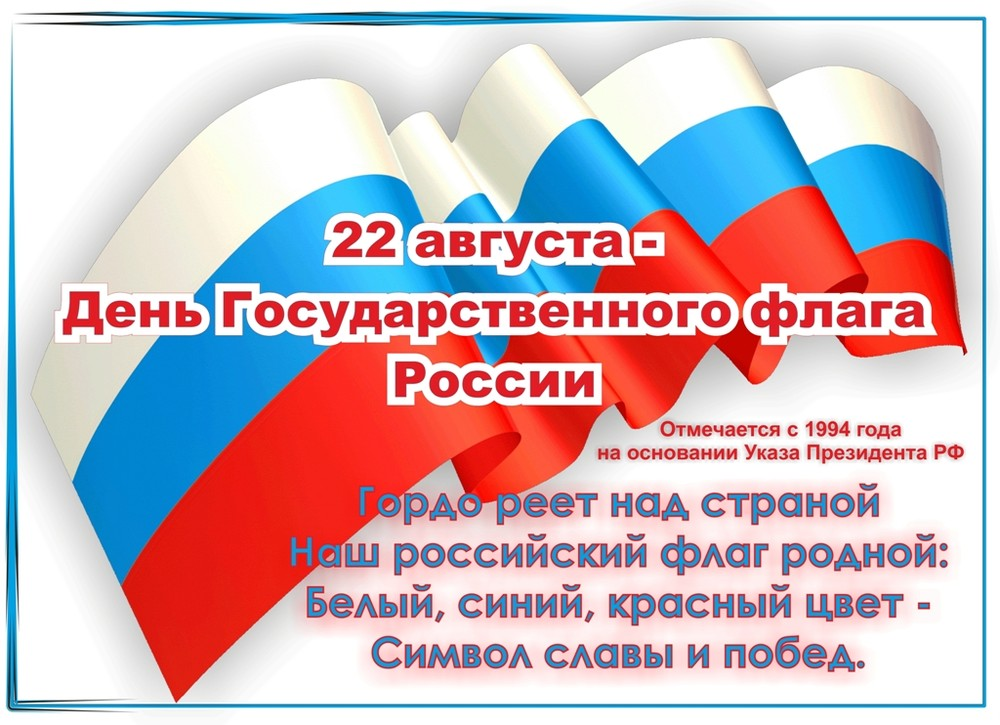 22 августа -
День Государственного флага
России
Отмечается с 1994 года
на основании Указа Президента РФ
Гордо реет над страной
Наш российский флаг родной:
Белый, синий, красный цвет -
Символ славы и побед.